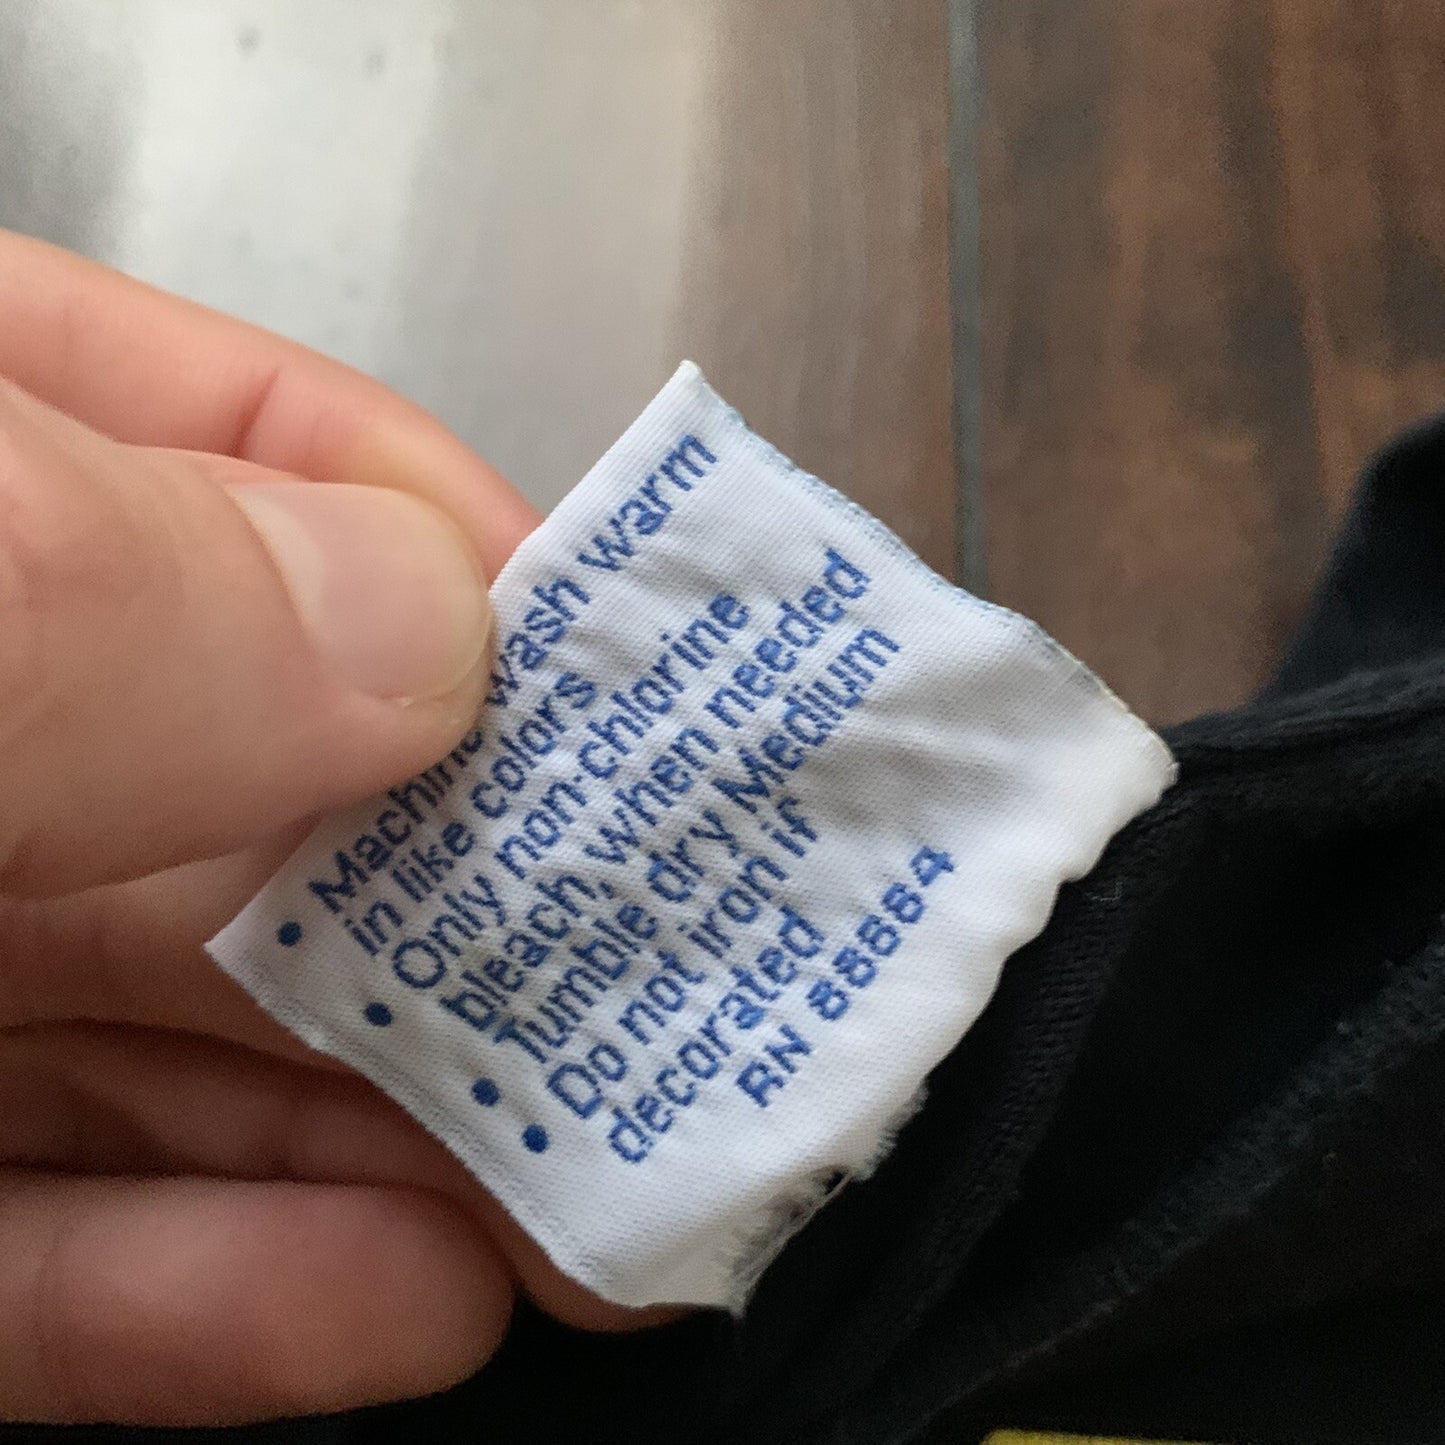 • Machine wash warm
in like colors
• Only non-chlorine
bleach, when needed
• Tumble dry Medium
• Do not iron if
decorated
RN 88664